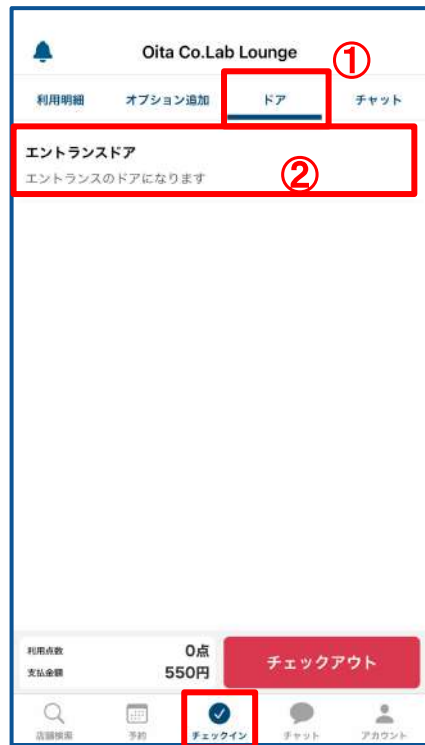 Oita Co.Lab Lounge
①
利用明細 オプション追加 ドア チャット
エントランスドア
エントランスのドアになります
②
利用点数 0点
支払金額 550円
チェックアウト
店舗検索 予約 チェックイン チャット アカウント